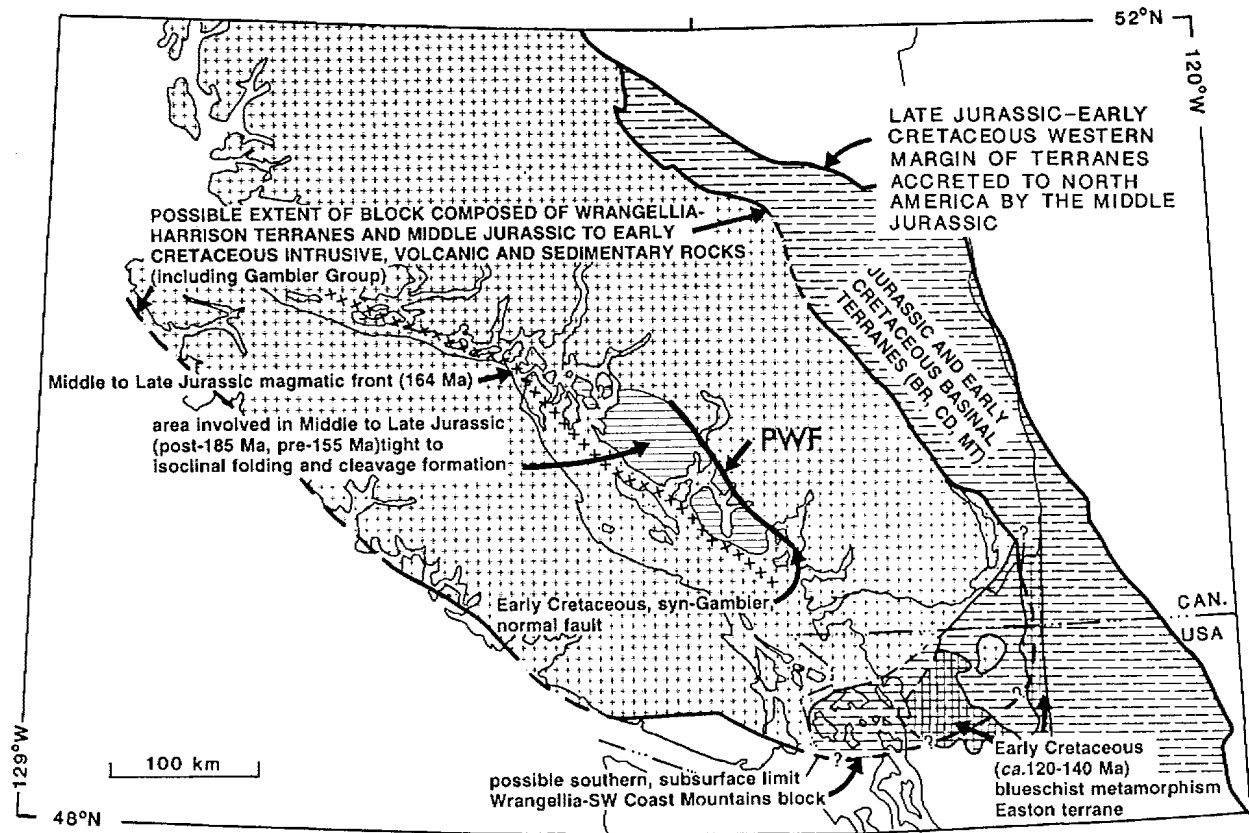 52°N
120°W
LATE JURASSIC-EARLY
CRETACEOUS WESTERN
MARGIN OF TERRANES
ACCRETED TO NORTH
AMERICA BY THE MIDDLE
JURASSIC
POSSIBLE EXTENT OF BLOCK COMPOSED OF WRANGELLIA-
HARRISON TERRANES AND MIDDLE JURASSIC TO EARLY
CRETACEOUS INTRUSIVE, VOLCANIC AND SEDIMENTARY ROCKS
(including Gambler Group)
JURASSIC AND EARLY
CRETACEOUS BASINAL
TERRANES (BR, CD, MT)
Middle to Late Jurassic magmatic front (164 Ma)
area involved in Middle to Late Jurassic
(post-185 Ma, pre-155 Ma)tight to
isoclinal folding and cleavage formation
PWF
Early Cretaceous, syn-Gambier,
normal fault
CAN.
USA
?
?
?
?
Early Cretaceous
(ca.120-140 Ma)
blueschist metamorphism
Easton terrane
possible southern, subsurface limit
Wrangellia-SW Coast Mountains block
100 km
129°W
48°N